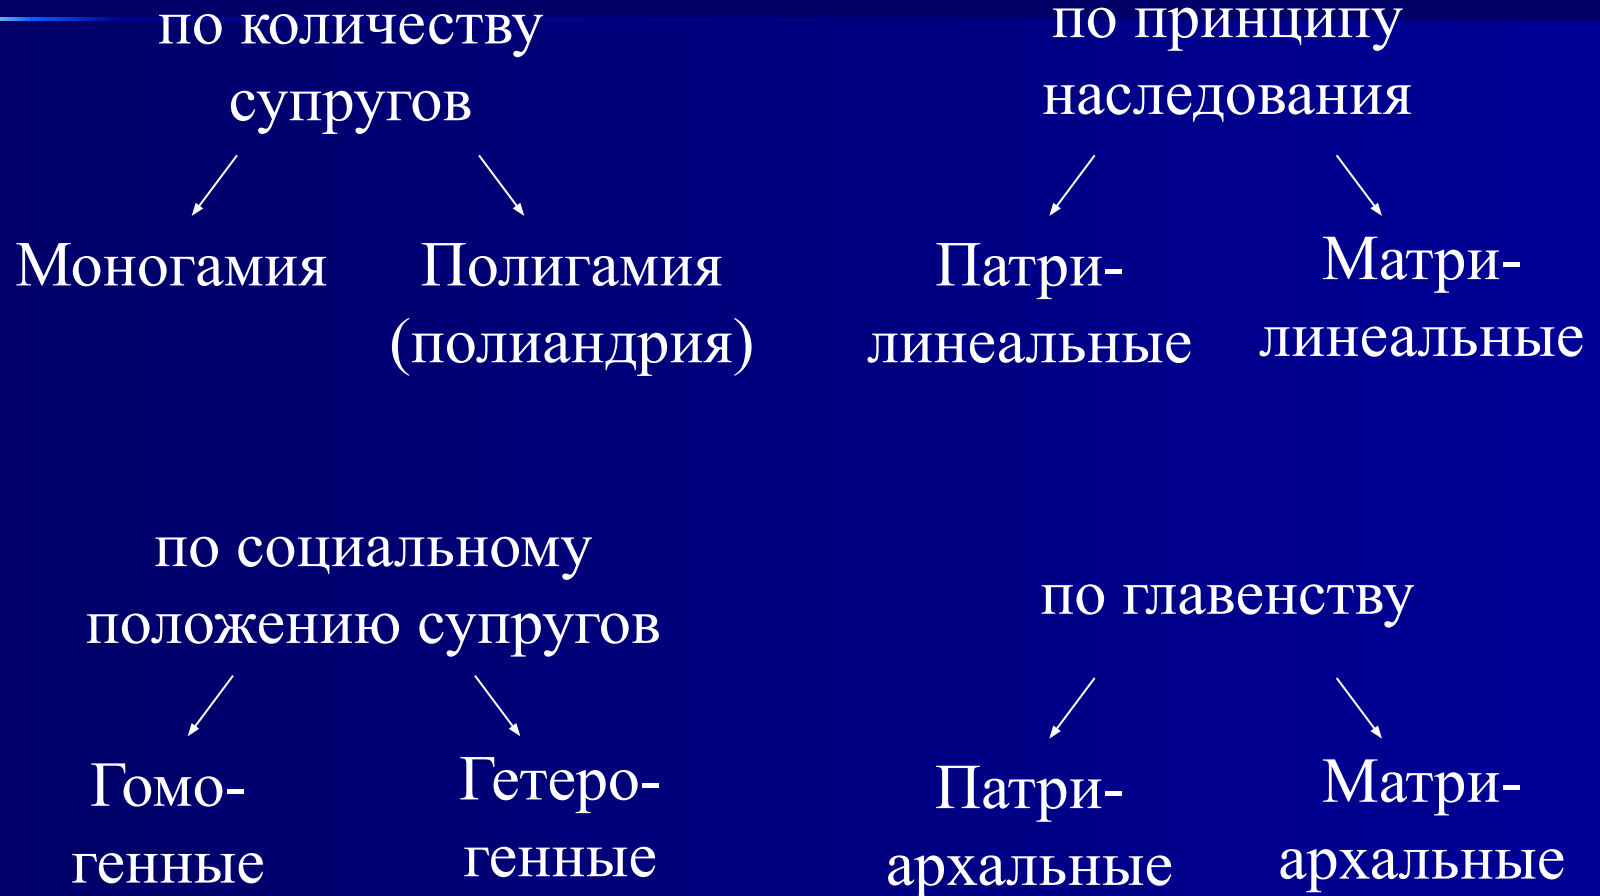 по количеству
супругов
Моногамия
Полигамия
(полиандрия)
по принципу
наследования
Патри-
линеальные
Матри-
линеальные
по социальному
положению супругов
Гомо-
генные
Гетеро-
генные
по главенству
Патри-
архальные
Матри-
архальные